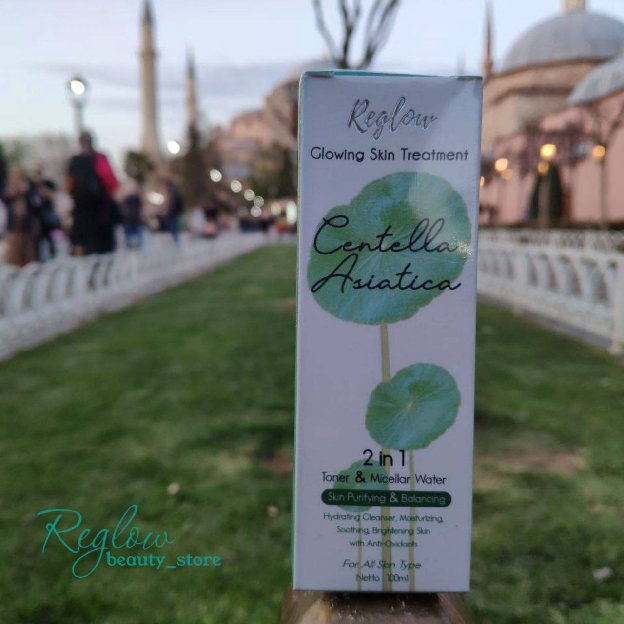 Reglow
Glowing Skin Treatment
Centella
Asiatica
2 in 1
Toner & Micellar Water
Skin Purifying & Balancing
Hydrating Cleanser, Moisturizing,
Soothing, Brightening Skin
with Anti-Oxidants
For All Skin Type
Netto : 100ml
Reglow
beauty_store